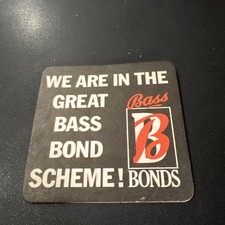 WE ARE IN THE
GREAT
BASS
BOND
SCHEME!
Bass
B
BONDS